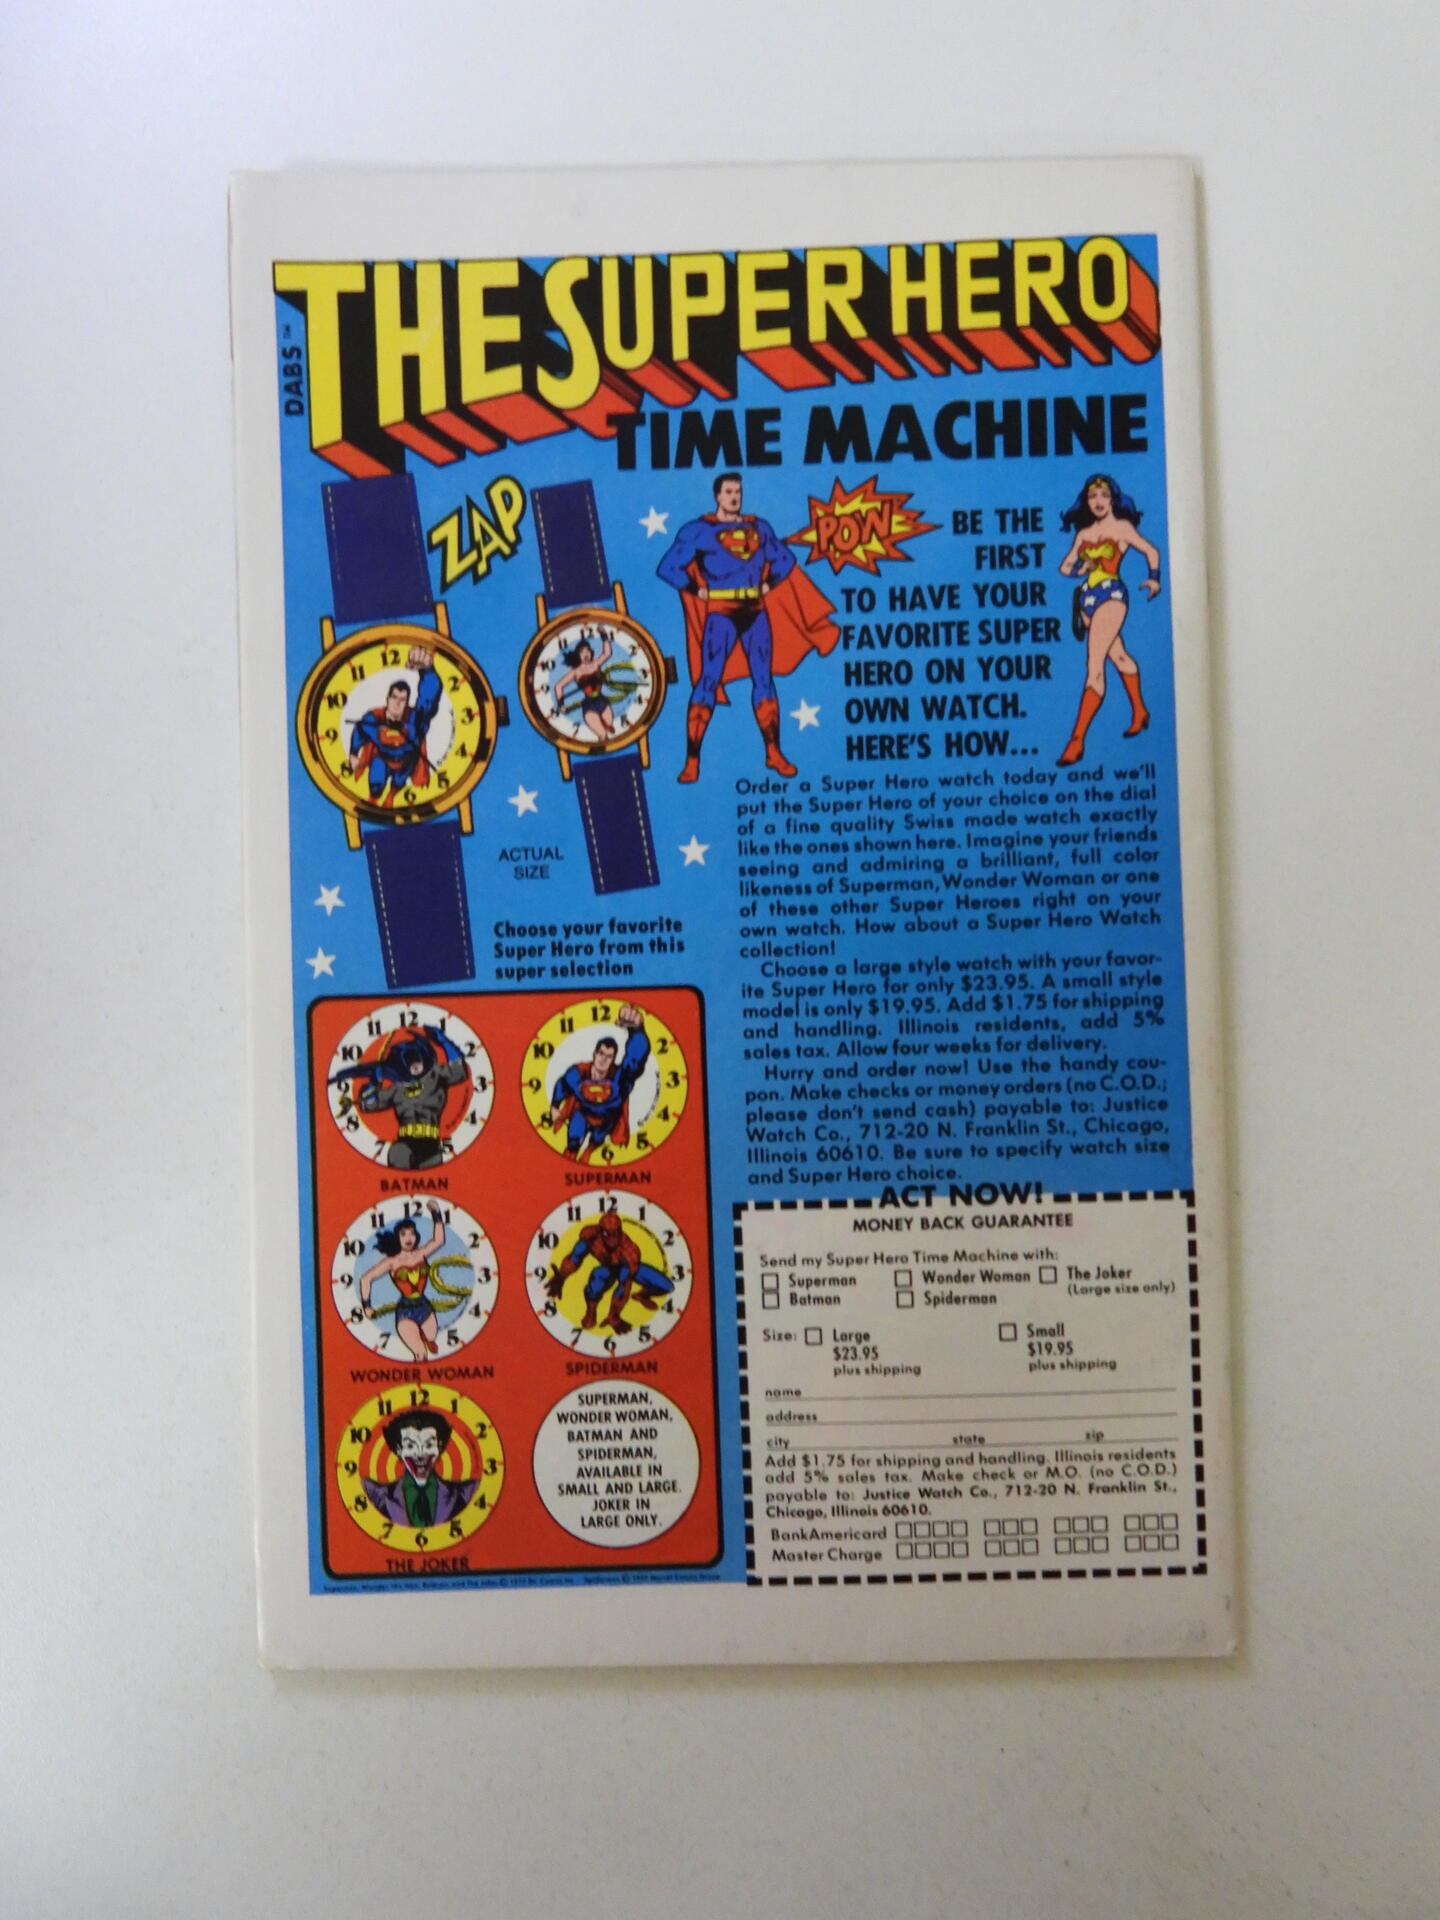 DABS™
THE SUPER HERO
TIME MACHINE
ZAP
POW
BE THE
FIRST
TO HAVE YOUR
FAVORITE SUPER
HERO ON YOUR
OWN WATCH.
HERE'S HOW...
12
11
10
9
8
6
5
4
3
2
ACTUAL
SIZE
Order a Super Hero watch today and we'll
put the Super Hero of your choice on the dial
of a fine quality Swiss made watch exactly
like the ones shown here. Imagine your friends
seeing and admiring a brilliant, full color
likeness of Superman, Wonder Woman or one
of these other Super Heroes right on your
own watch. How about a Super Hero Watch
collection!
Choose a large style watch with your favor-
ite Super Hero for only $23.95. A small style
model is only $19.95. Add $1.75 for shipping
and handling. Illinois residents, add 5%
sales tax. Allow four weeks for delivery.
Hurry and order now! Use the handy cou-
pon. Make checks or money orders (no C.O.D.;
please don't send cash) payable to: Justice
Watch Co., 712-20 N. Franklin St., Chicago,
Illinois 60610. Be sure to specify watch size
and Super Hero choice.
Choose your favorite
Super Hero from this
super selection
BATMAN
SUPERMAN
WONDER WOMAN
SPIDERMAN
THE JOKER
SUPERMAN,
WONDER WOMAN,
BATMAN AND
SPIDERMAN,
AVAILABLE IN
SMALL AND LARGE.
JOKER IN
LARGE ONLY.
ACT NOW!
MONEY BACK GUARANTEE
Send my Super Hero Time Machine with:
Superman Wonder Woman The Joker
(Large size only)
Batman Spiderman
Size: Large Small
$23.95 $19.95
plus shipping plus shipping
name
address
city state zip
Add $1.75 for shipping and handling. Illinois residents
add 5% sales tax. Make check or M.O. (no C.O.D.)
payable to: Justice Watch Co., 712-20 N. Franklin St.,
Chicago, Illinois 60610.
BankAmericard
Master Charge